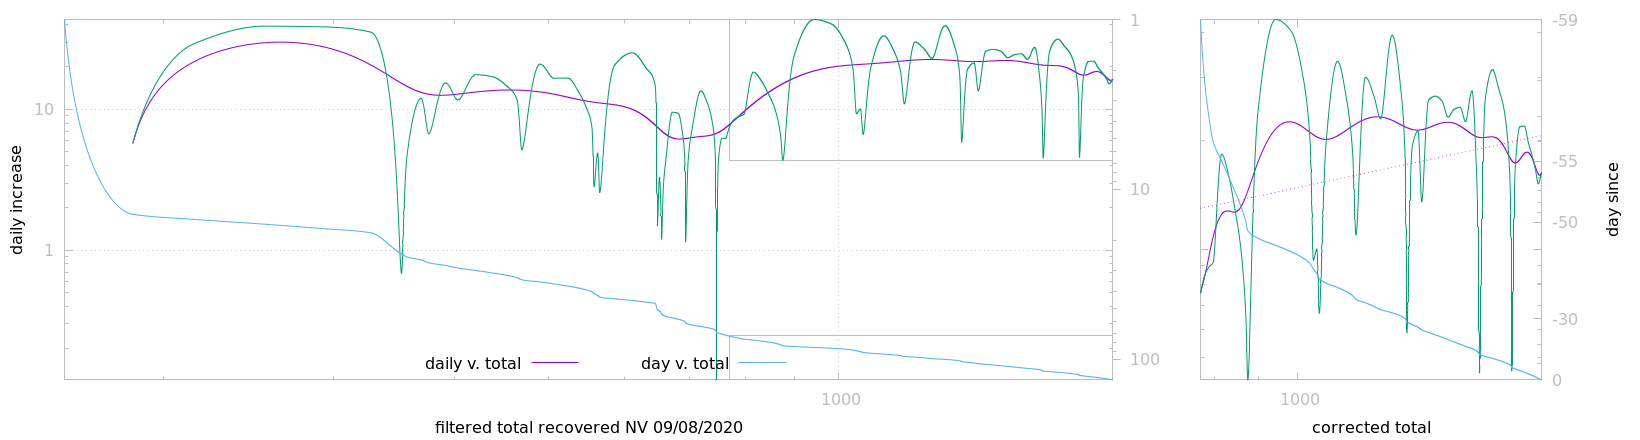 daily increase
10
1
daily v. total
day v. total
1
10
100
1000
filtered total recovered NV 09/08/2020
-59
-55
-50
-30
0
day since
1000
corrected total